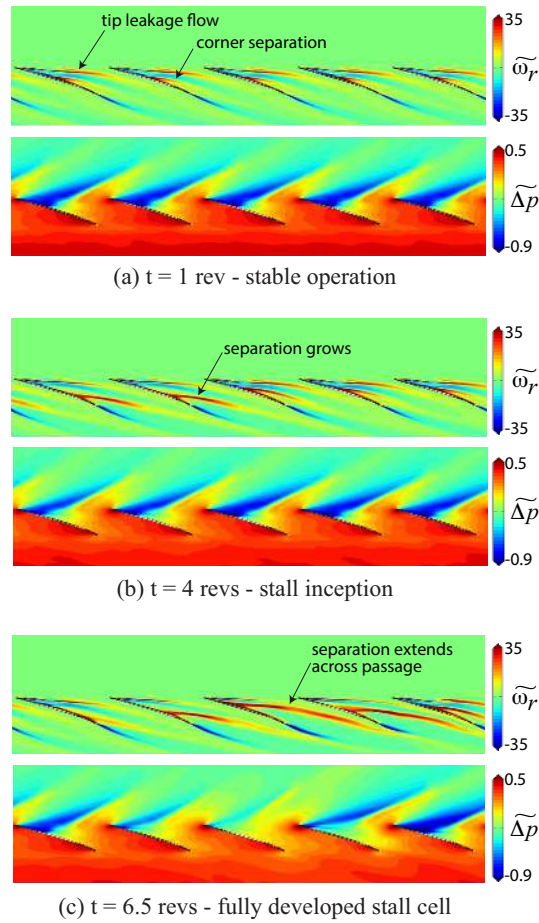 tip leakage flow
corner separation
35
ω̃r
-35
0.5
Δ̃p
-0.9
(a) t = 1 rev - stable operation
separation grows
35
ω̃r
-35
0.5
Δ̃p
-0.9
(b) t = 4 revs - stall inception
separation extends
across passage
35
ω̃r
-35
0.5
Δ̃p
-0.9
(c) t = 6.5 revs - fully developed stall cell